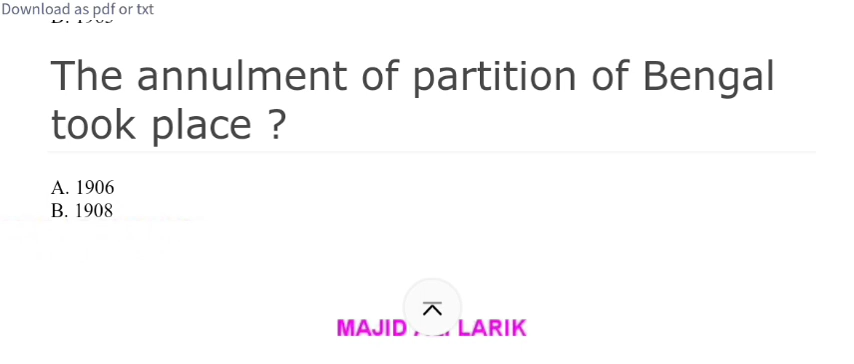 Download as pdf or txt
The annulment of partition of Bengal
took place ?
A. 1906
B. 1908
MAJID LARIK